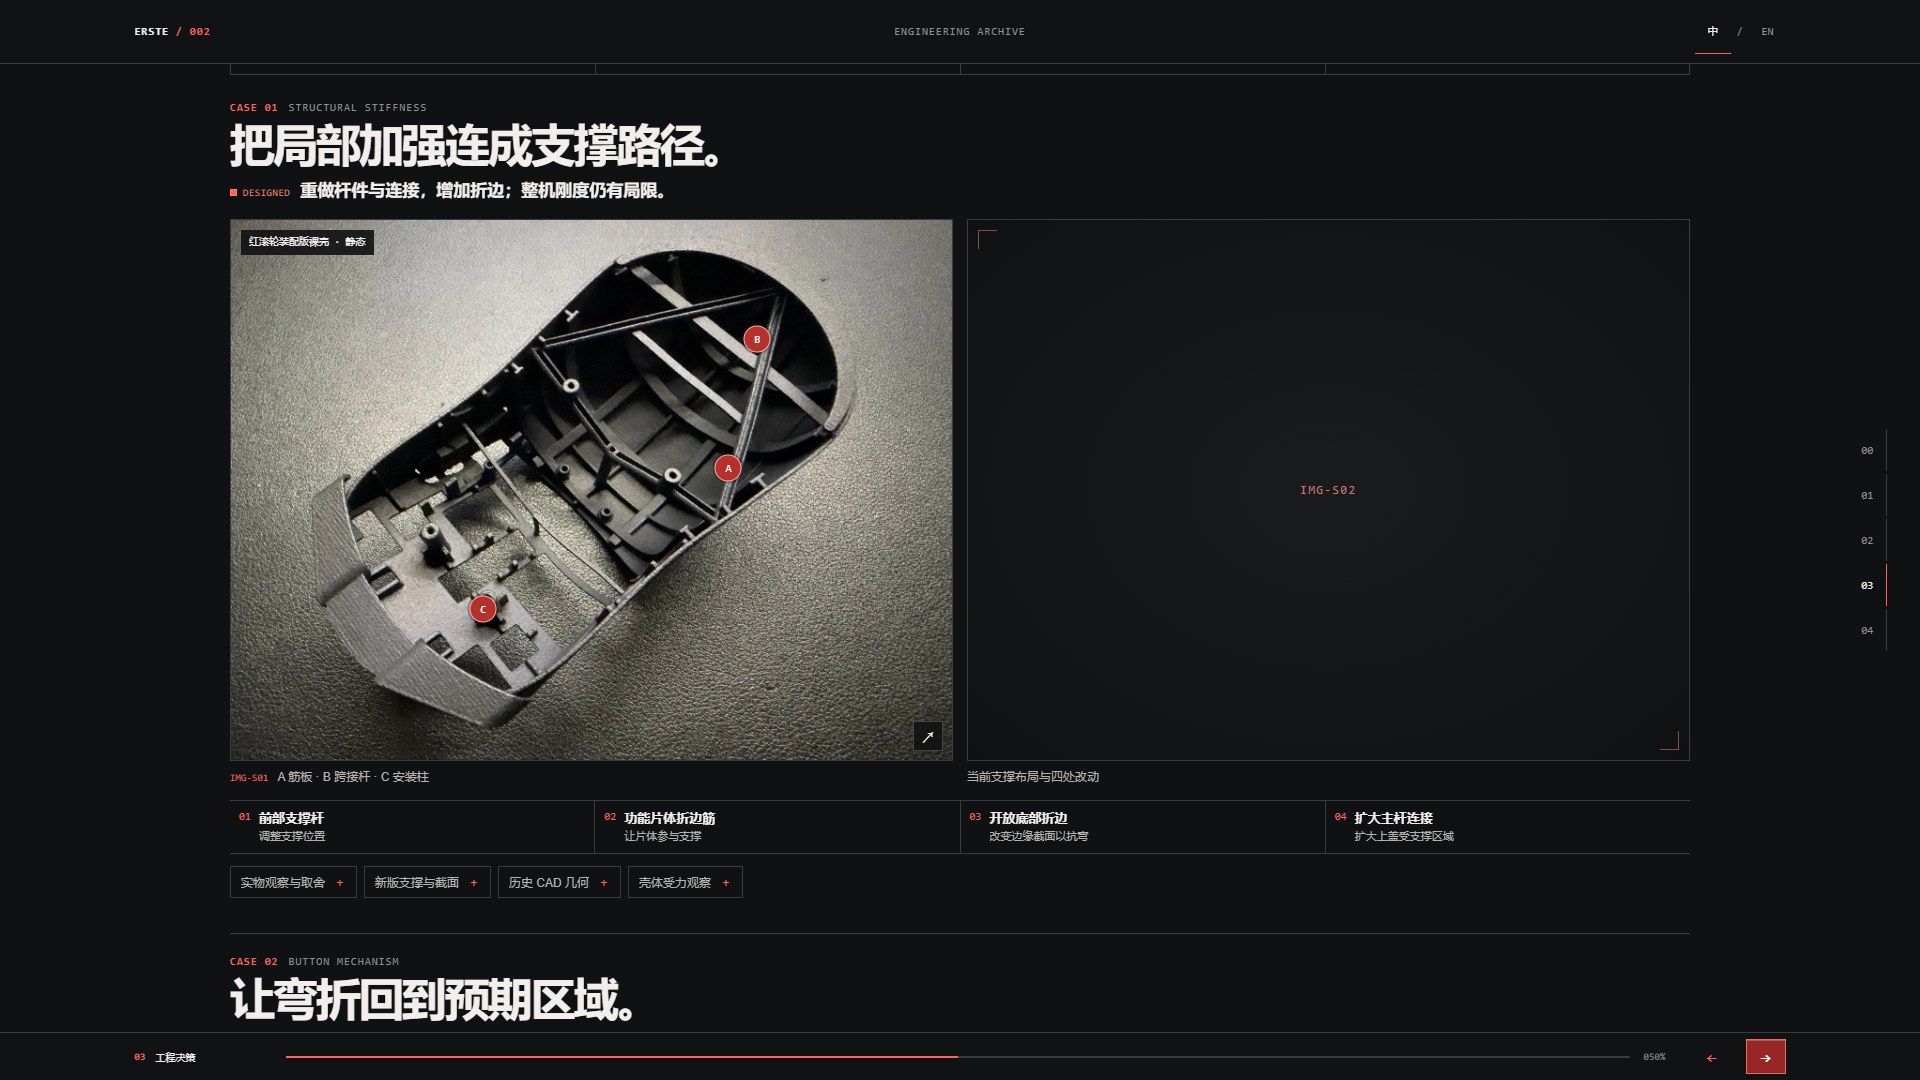 ERSTE / 002
ENGINEERING ARCHIVE
中 / EN
CASE 01 STRUCTURAL STIFFNESS
把局部加强连成支撑路径。
DESIGNED 重做杆件与连接，增加折边；整机刚度仍有局限。
红滚轮装配版裸壳 · 静态
B
A
C
IMG-S02
IMG-S01 A 筋板 · B 跨接杆 · C 安装柱
当前支撑布局与四处改动
01 前部支撑杆
调整支撑位置
02 功能片体折边筋
让片体参与支撑
03 开放底部折边
改变边缘截面以抗弯
04 扩大主杆连接
扩大上盖受支撑区域
实物观察与取舍 +
新版支撑与截面 +
历史 CAD 几何 +
壳体受力观察 +
CASE 02 BUTTON MECHANISM
让弯折回到预期区域。
00
01
02
03
04
03 工程决策
050%
← →